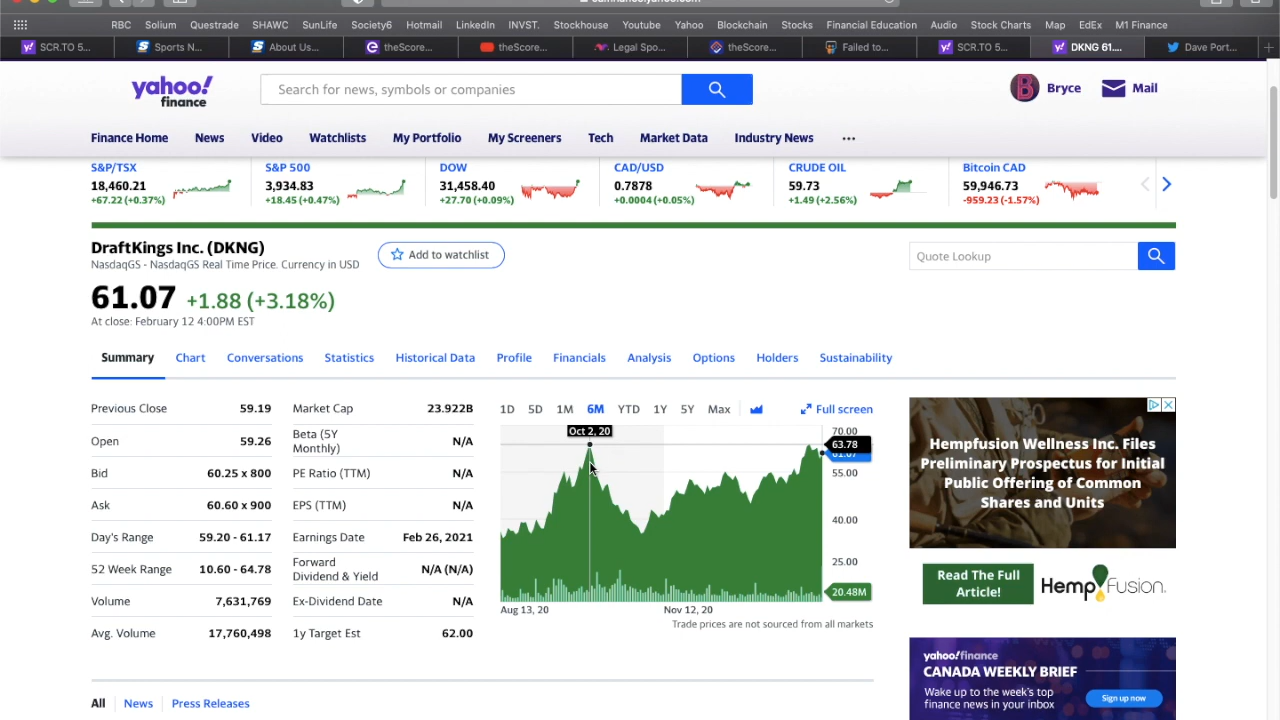 RBC Solium Questrade SHAWC SunLife Society6 Hotmail LinkedIn INVST. Stockhouse Youtube Yahoo Blockchain Stocks Financial Education Audio Stock Charts Map EdEx M1 Finance
SCR.TO 5... Sports N... About Us... theScore... theScore... Legal Spo... theScore... Failed to... SCR.TO 5... DKNG 61.... Dave Port...
yahoo!
finance
Search for news, symbols or companies
Bryce Mail
Finance Home News Video Watchlists My Portfolio My Screeners Tech Market Data Industry News ...
S&P/TSX S&P 500 DOW CAD/USD CRUDE OIL Bitcoin CAD
18,460.21 3,934.83 31,458.40 0.7878 59.73 59,946.73
+67.22 (+0.37%) +18.45 (+0.47%) +27.70 (+0.09%) +0.0004 (+0.05%) +1.49 (+2.56%) -959.23 (-1.57%)
DraftKings Inc. (DKNG)
Add to watchlist
Quote Lookup
NasdaqGS - NasdaqGS Real Time Price. Currency in USD
61.07 +1.88 (+3.18%)
At close: February 12 4:00PM EST
Summary Chart Conversations Statistics Historical Data Profile Financials Analysis Options Holders Sustainability
Previous Close 59.19
Open 59.26
Bid 60.25 x 800
Ask 60.60 x 900
Day's Range 59.20 - 61.17
52 Week Range 10.60 - 64.78
Volume 7,631,769
Avg. Volume 17,760,498
Market Cap 23.922B
Beta (5Y
Monthly) N/A
PE Ratio (TTM) N/A
EPS (TTM) N/A
Earnings Date Feb 26, 2021
Forward
Dividend & Yield N/A (N/A)
Ex-Dividend Date N/A
1y Target Est 62.00
1D 5D 1M 6M YTD 1Y 5Y Max Full screen
Oct 2, 20
70.00
63.78
61.07
55.00
40.00
25.00
20.48M
Aug 13, 20 Nov 12, 20
Trade prices are not sourced from all markets
Hempfusion Wellness Inc. Files
Preliminary Prospectus for Initial
Public Offering of Common
Shares and Units
Read The Full
Article!
HempFusion.
yahoo!finance
CANADA WEEKLY BRIEF
Wake up to the week's top
finance news in your inbox
Sign up now
All News Press Releases